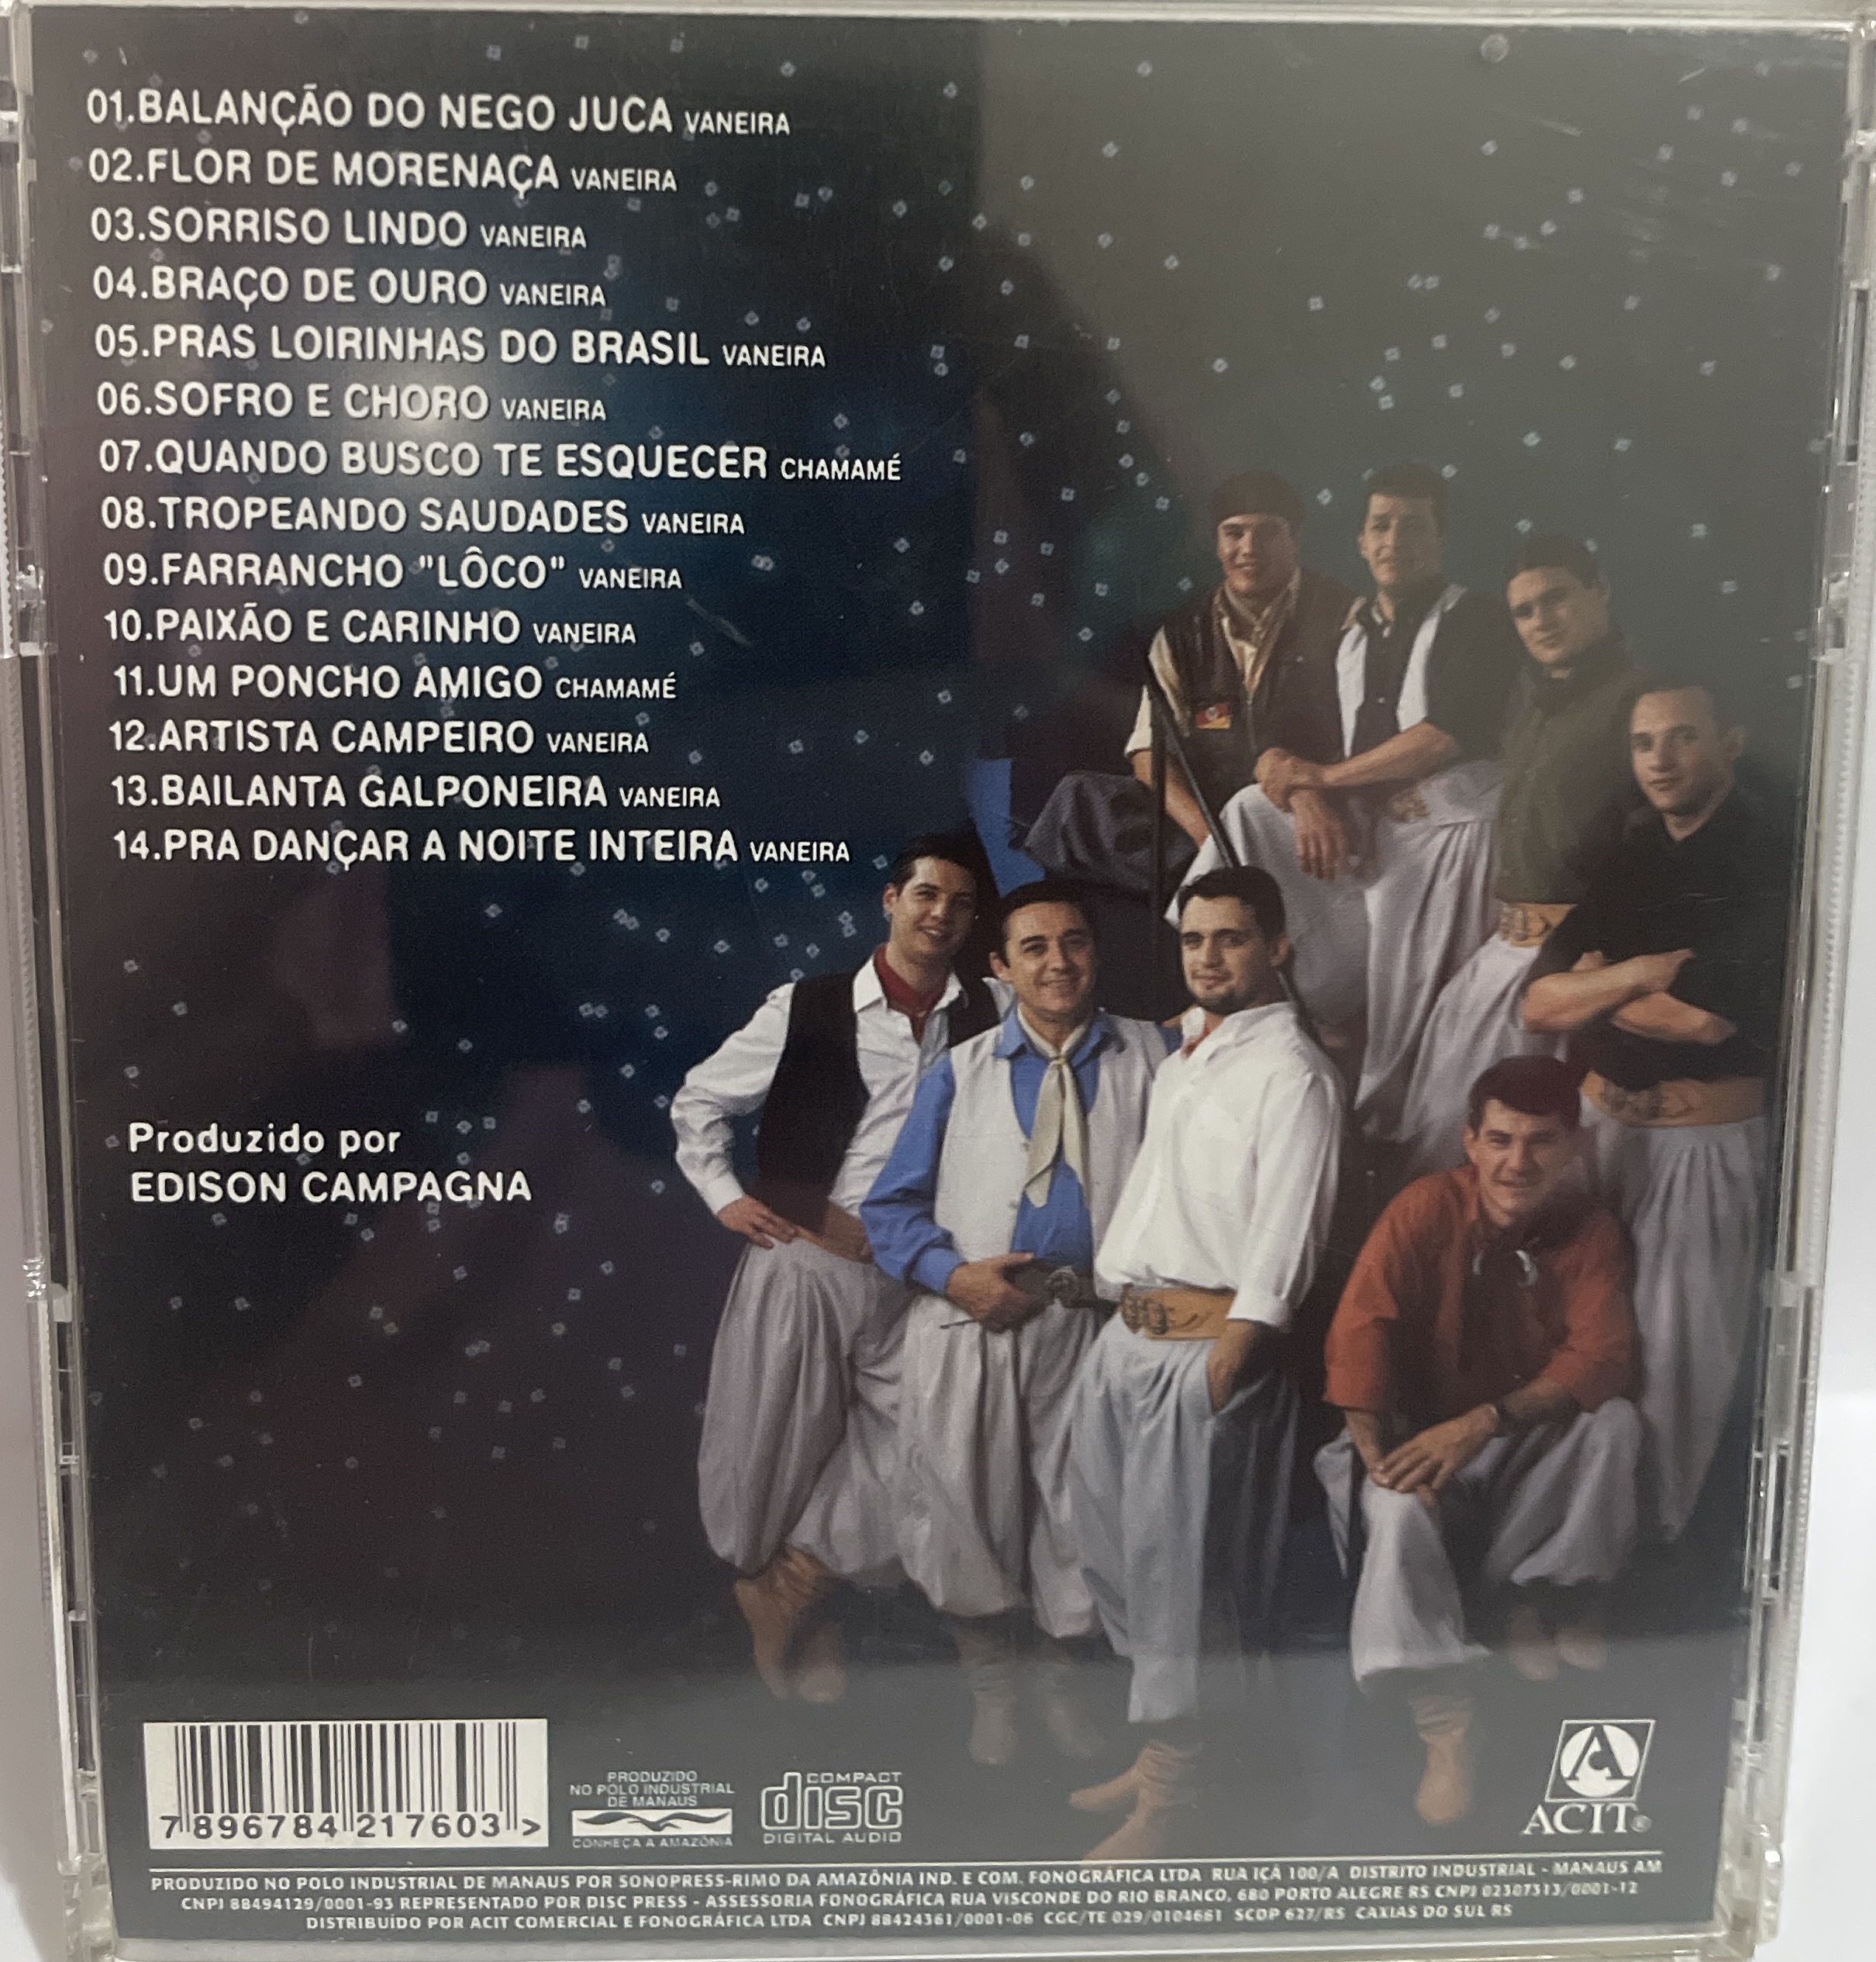 01.BALANÇÃO DO NEGO JUCA VANEIRA
02.FLOR DE MORENAÇA VANEIRA
03.SORRISO LINDO VANEIRA
04.BRAÇO DE OURO VANEIRA
05.PRAS LOIRINHAS DO BRASIL VANEIRA
06.SOFRO E CHORO VANEIRA
07.QUANDO BUSCO TE ESQUECER CHAMAMÉ
08.TROPEANDO SAUDADES VANEIRA
09.FARRANCHO "LÔCO" VANEIRA
10.PAIXÃO E CARINHO VANEIRA
11.UM PONCHO AMIGO CHAMAMÉ
12.ARTISTA CAMPEIRO VANEIRA
13.BAILANTA GALPONEIRA VANEIRA
14.PRA DANÇAR A NOITE INTEIRA VANEIRA
Produzido por
EDISON CAMPAGNA
7 896784 217603 >
PRODUZIDO
NO PÓLO INDUSTRIAL
DE MANAUS
CONHEÇA A AMAZÔNIA
COMPACT
disc
DIGITAL AUDIO
ACIT®
PRODUZIDO NO POLO INDUSTRIAL DE MANAUS POR SONOPRESS-RIMO DA AMAZÔNIA IND. E COM. FONOGRÁFICA LTDA RUA IÇÁ 100/A DISTRITO INDUSTRIAL - MANAUS AM
CNPJ 88494129/0001-93 REPRESENTADO POR DISC PRESS - ASSESSORIA FONOGRÁFICA RUA VISCONDE DO RIO BRANCO, 680 PORTO ALEGRE RS CNPJ 02307513/0001-12
DISTRIBUÍDO POR ACIT COMERCIAL E FONOGRÁFICA LTDA CNPJ 88424361/0001-06 CGC/TE 029/0104661 SCDP 627/RS CAXIAS DO SUL RS